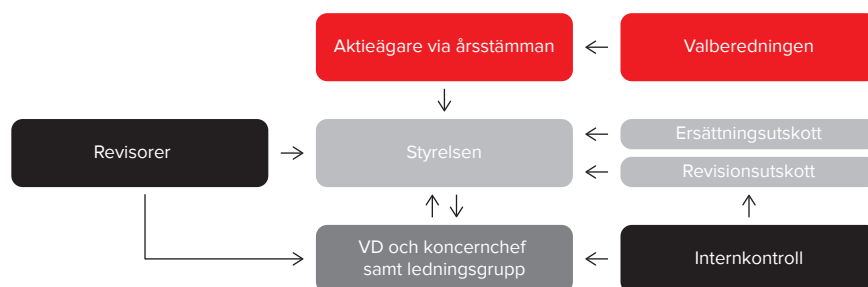 Aktieägare via årsstämman
Valberedningen
Revisorer
Styrelsen
Ersättningsutskott
Revisionsutskott
VD och koncernchef
samt ledningsgrupp
Internkontroll